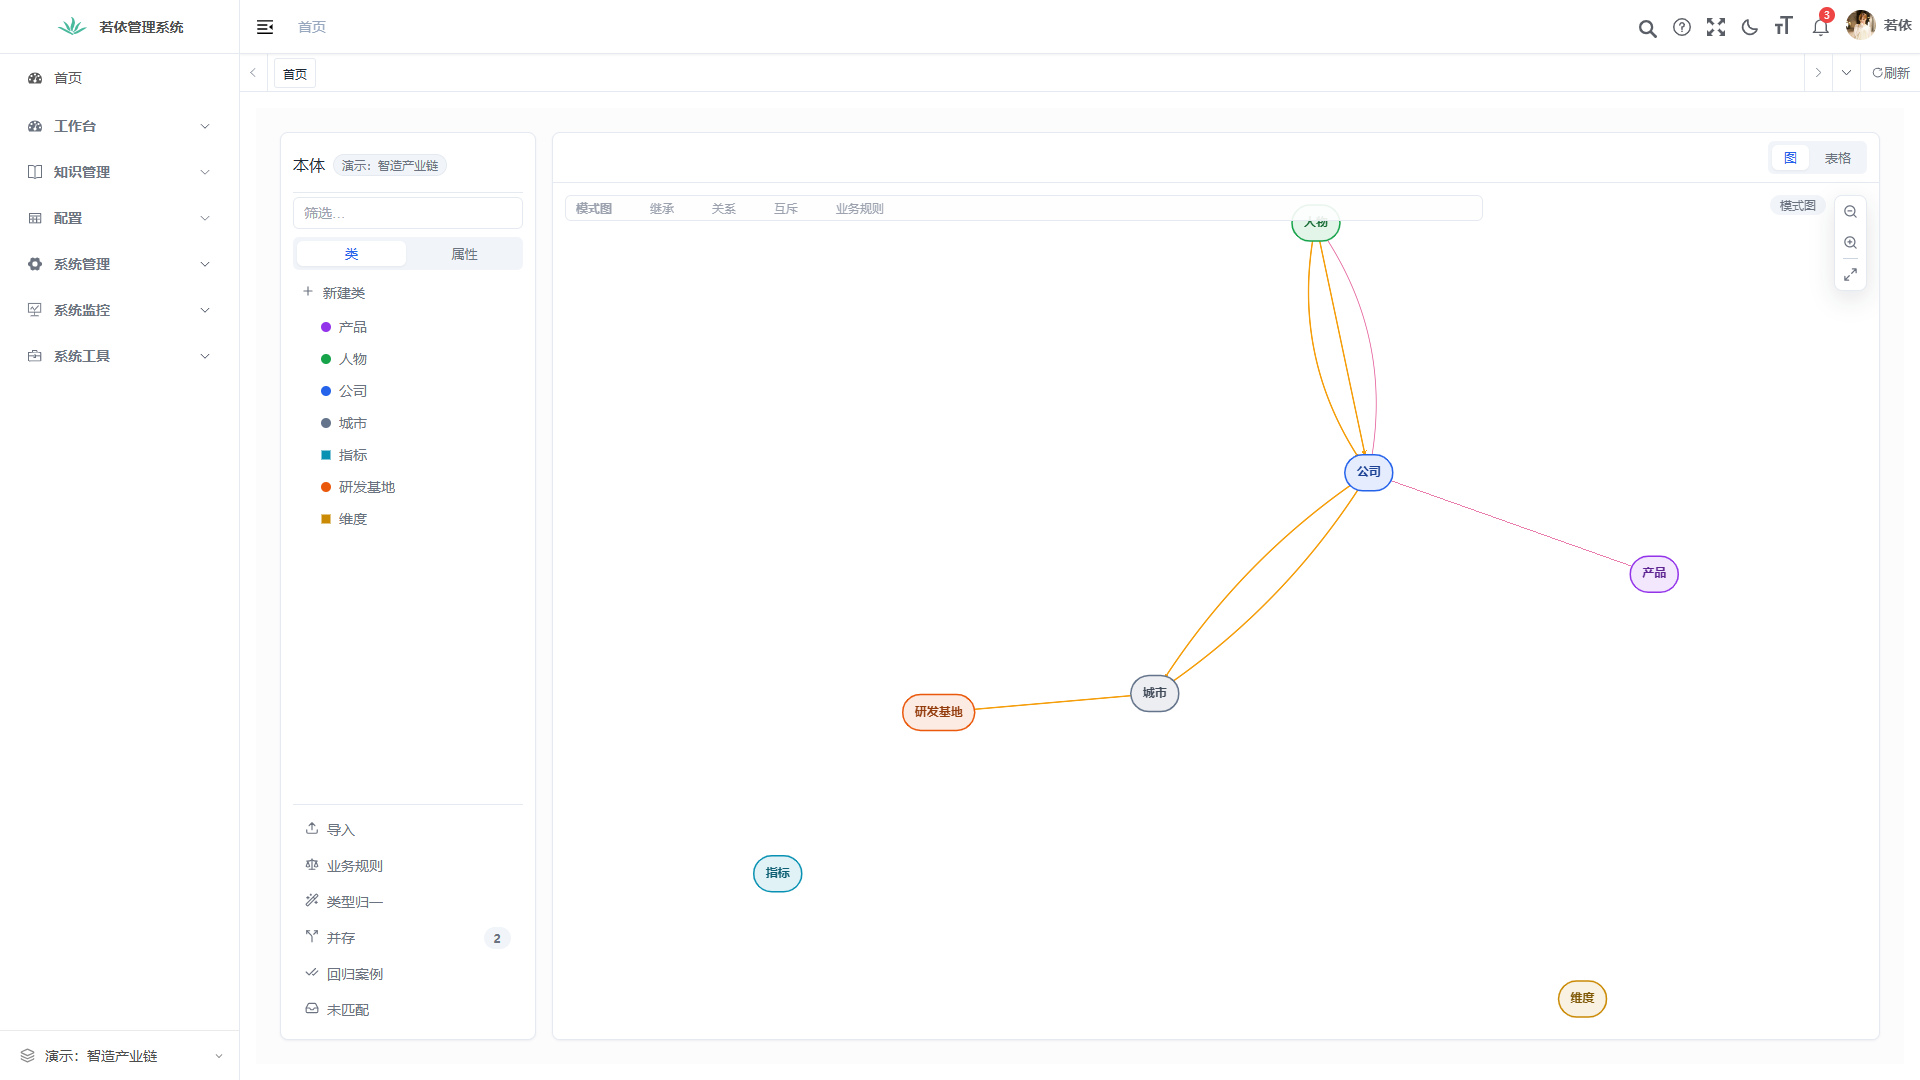 若依管理系统
首页
3
若依
首页
刷新
首页
工作台
知识管理
配置
系统管理
系统监控
系统工具
演示：智造产业链
本体
演示：智造产业链
筛选...
类
属性
新建类
产品
人物
公司
城市
指标
研发基地
维度
导入
业务规则
类型归一
并存
2
回归案例
未匹配
图
表格
模式图
继承
关系
互斥
业务规则
模式图
人物
公司
产品
城市
研发基地
指标
维度